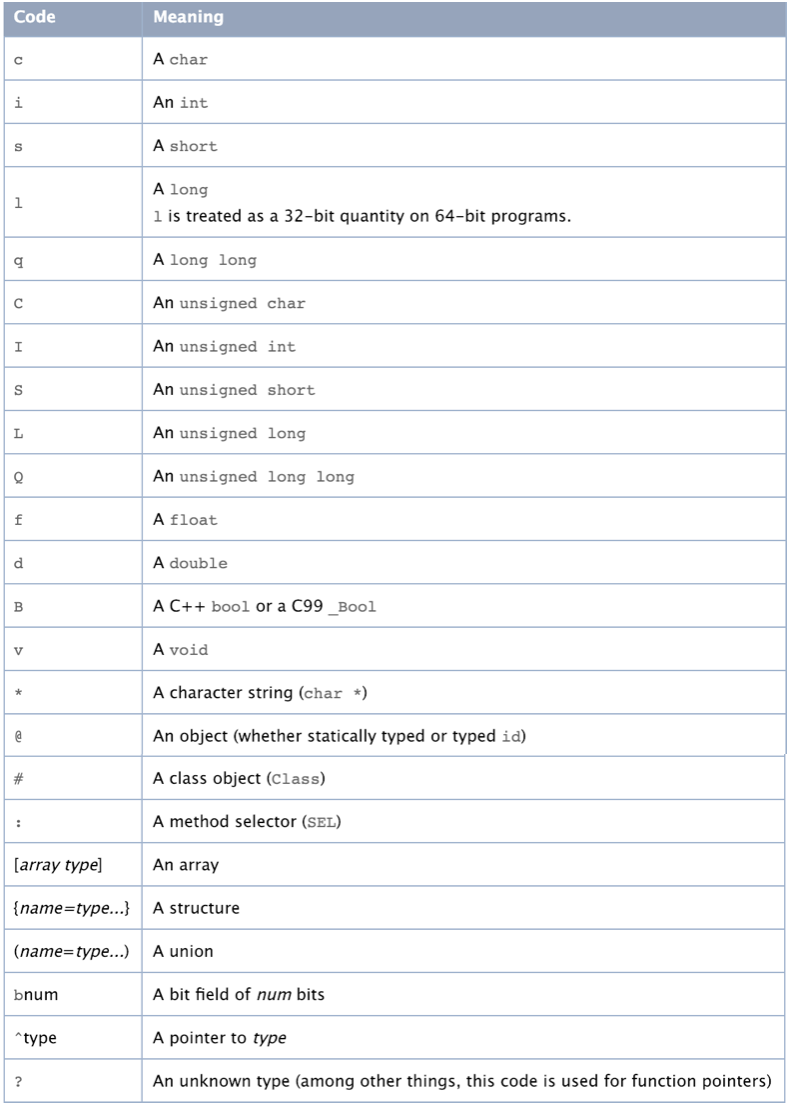 Code Meaning
c A char
i An int
s A short
l A long
l is treated as a 32-bit quantity on 64-bit programs.
q A long long
C An unsigned char
I An unsigned int
S An unsigned short
L An unsigned long
Q An unsigned long long
f A float
d A double
B A C++ bool or a C99 _Bool
v A void
* A character string (char *)
@ An object (whether statically typed or typed id)
# A class object (Class)
: A method selector (SEL)
[array type] An array
{name=type...} A structure
(name=type...) A union
bnum A bit field of num bits
^type A pointer to type
? An unknown type (among other things, this code is used for function pointers)